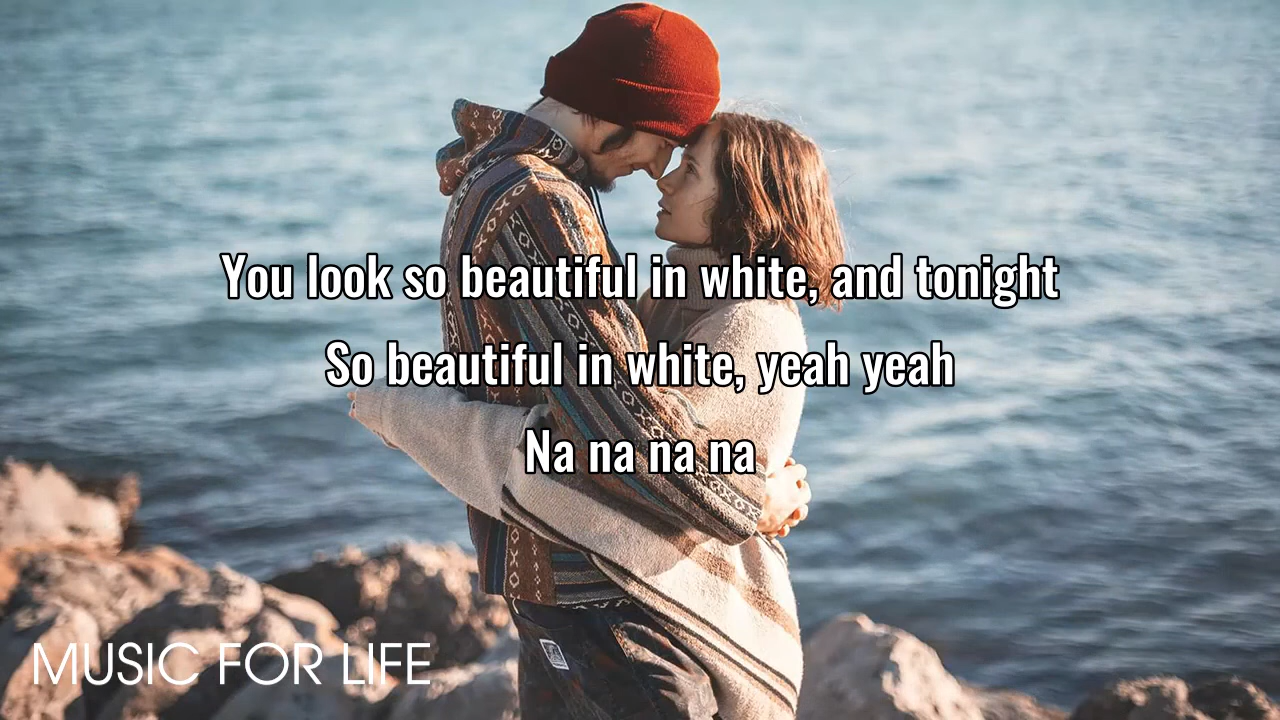 You look so beautiful in white, and tonight
So beautiful in white, yeah yeah
Na na na na
MUSIC FOR LIFE